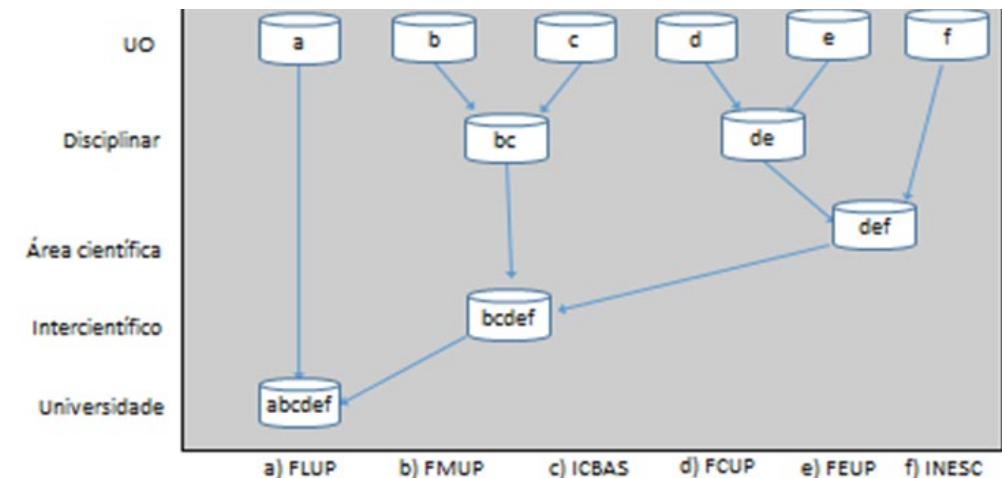 UO a b c d e f
Disciplinar bc de
def
Área científica
Intercientífico bcdef
Universidade abcdef
a) FLUP b) FMUP c) ICBAS d) FCUP e) FEUP f) INESC